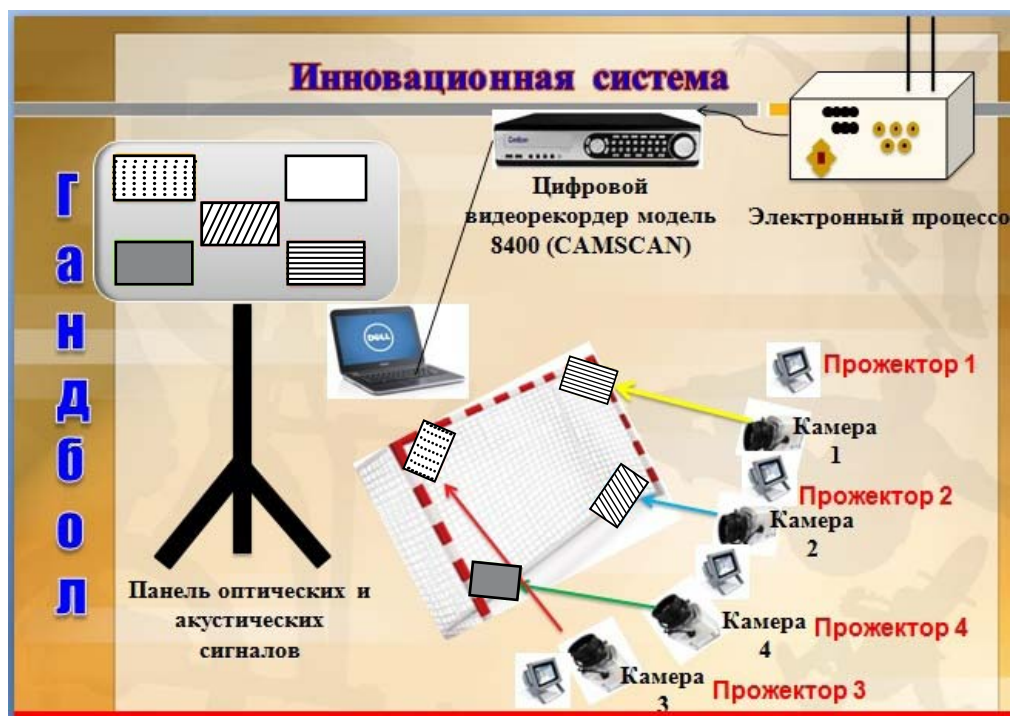 Инновационная система
Гандбол
Цифровой
видеорекордер модель
8400 (CAMSCAN)
Электронный процессо
DELL
Прожектор 1
Камера
1
Прожектор 2
Камера
2
Панель оптических и
акустических
сигналов
Камера
4
Прожектор 4
Камера
3
Прожектор 3